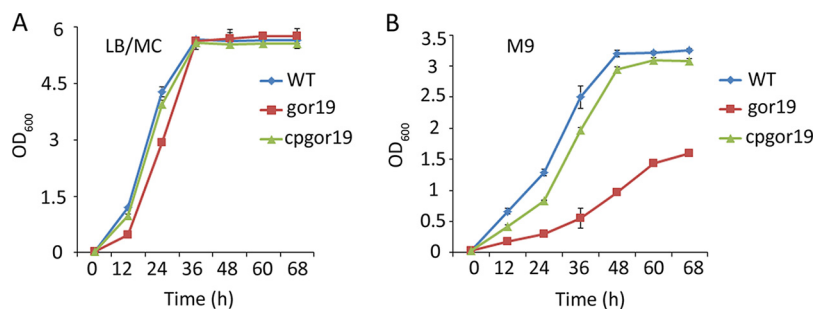 A
LB/MC
6
4.5
3
1.5
0
OD600
0 12 24 36 48 60 68
Time (h)
WT
gor19
cpgor19
B
M9
3.5
3
2.5
2
1.5
1
0.5
0
OD600
0 12 24 36 48 60 68
Time (h)
WT
gor19
cpgor19